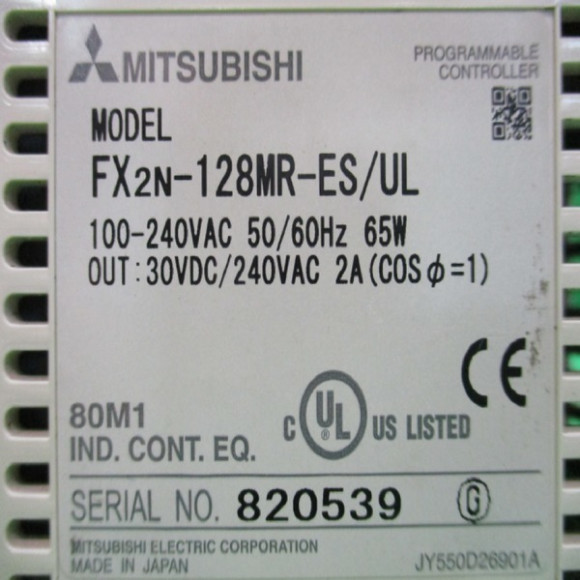 MITSUBISHI
PROGRAMMABLE
CONTROLLER
MODEL
FX2N-128MR-ES/UL
100-240VAC 50/60Hz 65W
OUT:30VDC/240VAC 2A(COSϕ=1)
CE
80M1
IND. CONT. EQ.
C UL ® US LISTED
SERIAL NO. 820539 G
MITSUBISHI ELECTRIC CORPORATION
MADE IN JAPAN
JY550D26901A